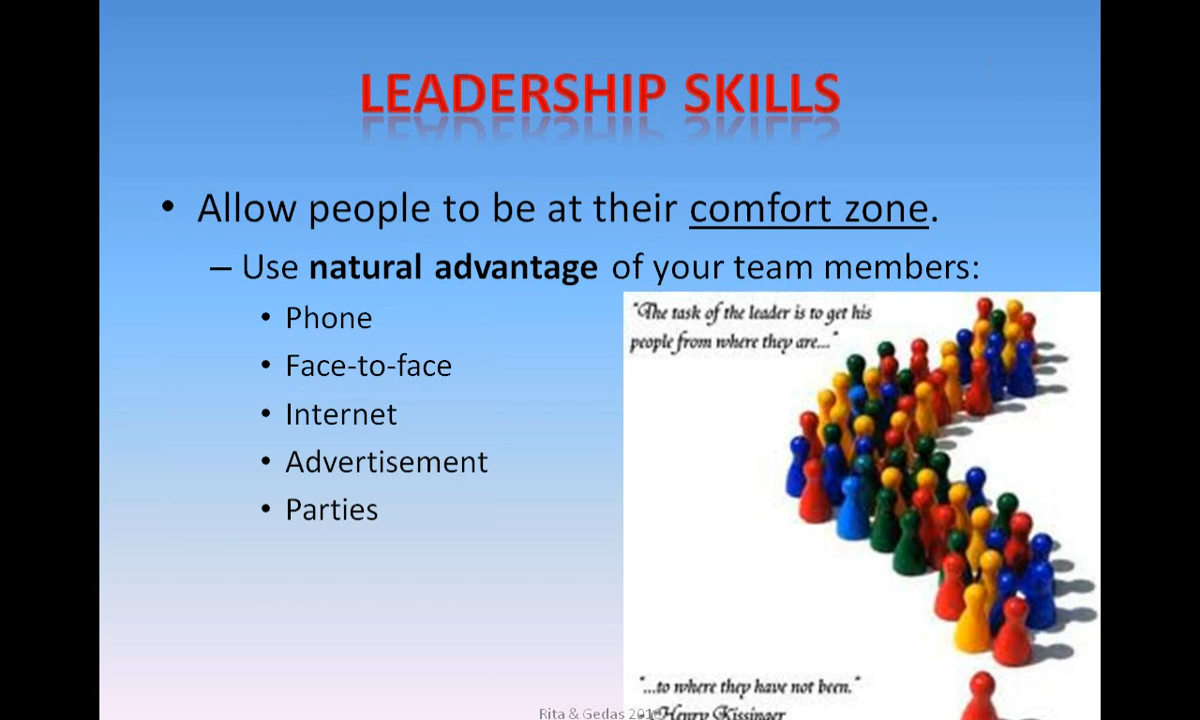 LEADERSHIP SKILLS
• Allow people to be at their comfort zone.
– Use natural advantage of your team members:
• Phone
• Face-to-face
• Internet
• Advertisement
• Parties
"The task of the leader is to get his
people from where they are..."
"...to where they have not been."
Henry Kissinger
Rita & Gedas